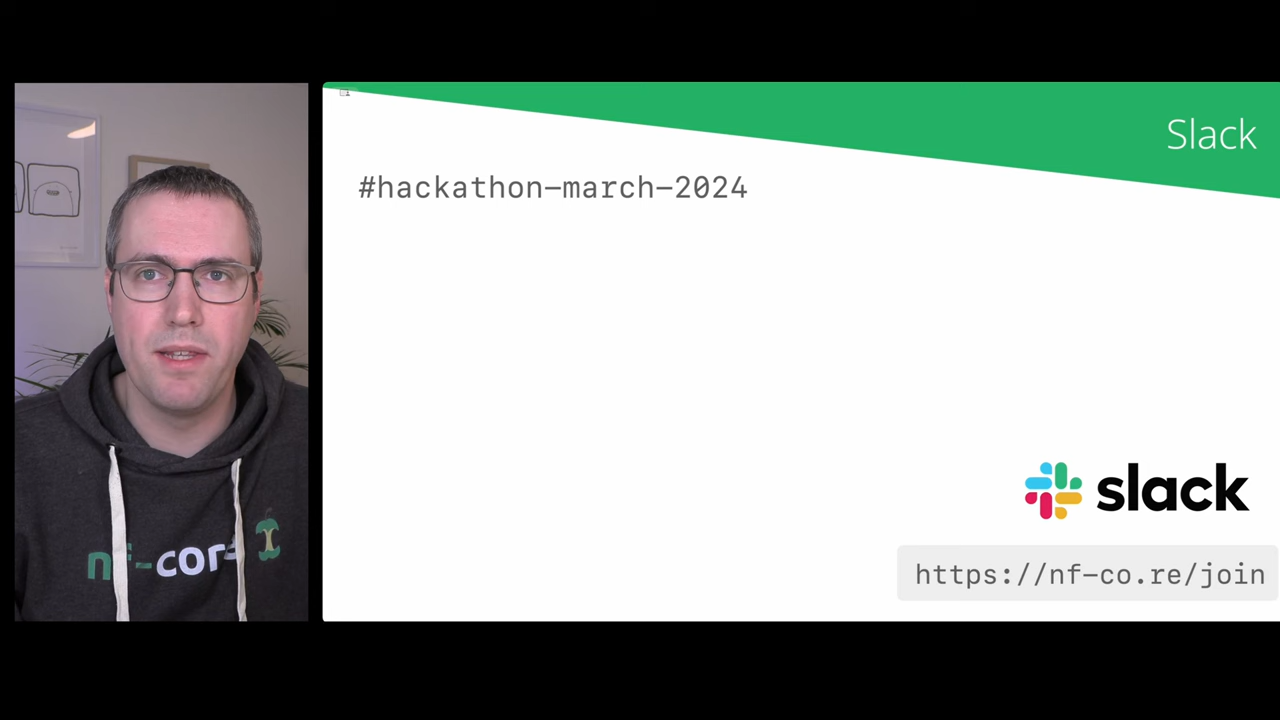 Slack
#hackathon-march-2024
slack
https://nf-co.re/join
nf-core